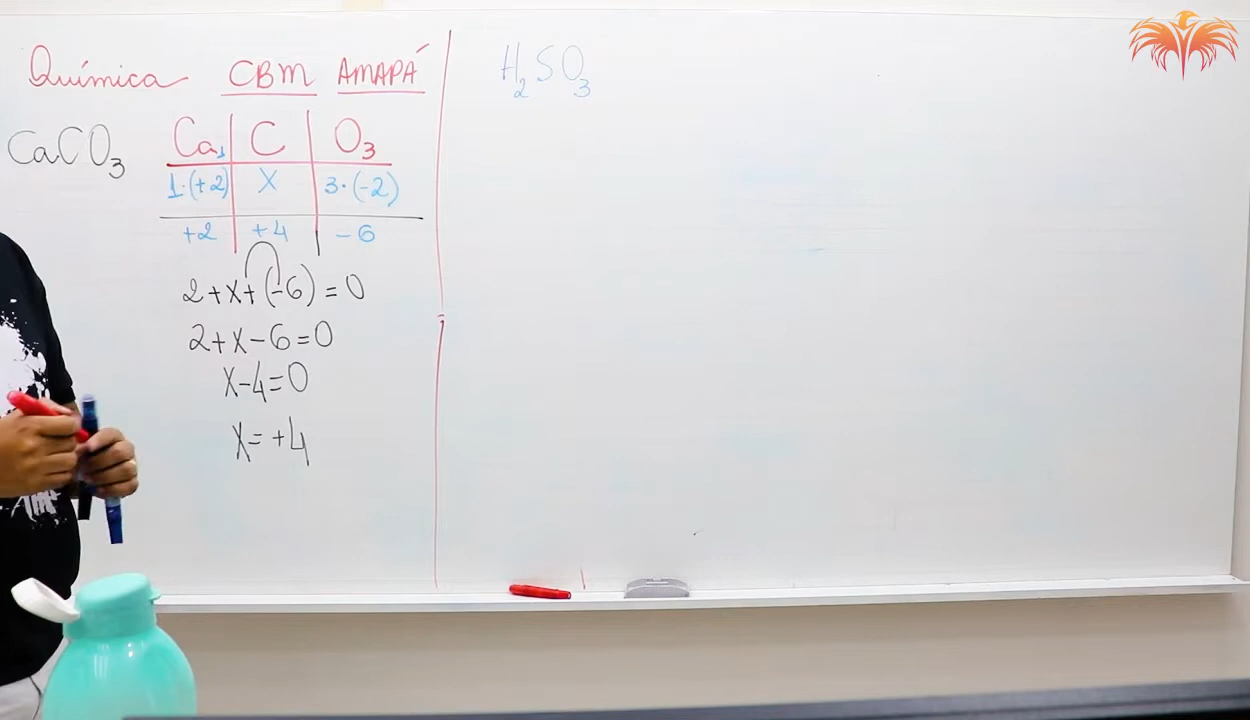 Química CBM AMAPÁ
CaCO₃
Ca₁ C O₃
1·(+2) X 3·(-2)
+2 +4 -6
2+x+(-6)=0
2+x-6=0
x-4=0
x=+4
H₂SO₃